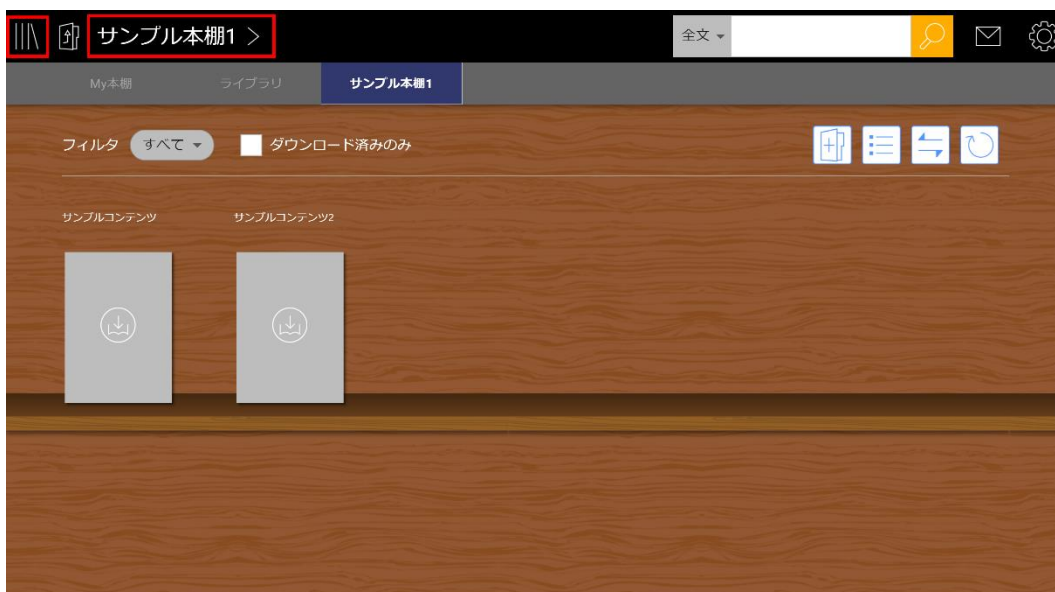 サンプル本棚1 >
全文
My本棚
ライブラリ
サンプル本棚1
フィルタ すべて ダウンロード済みのみ
サンプルコンテンツ サンプルコンテンツ2